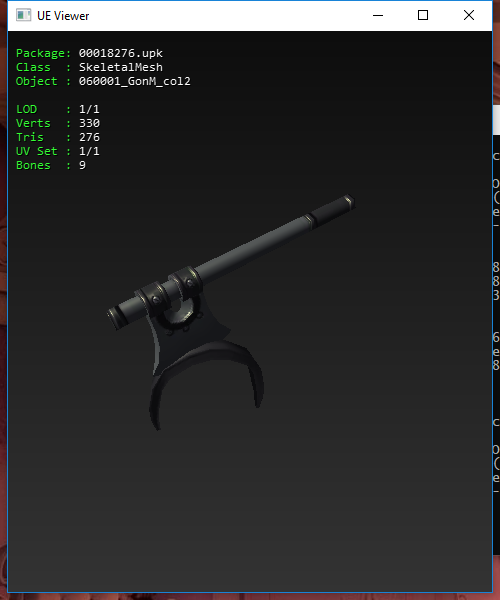 UE Viewer
Package: 00018276.upk
Class : SkeletalMesh
Object : 060001_GonM_col2
LOD : 1/1
Verts : 330
Tris : 276
UV Set : 1/1
Bones : 9